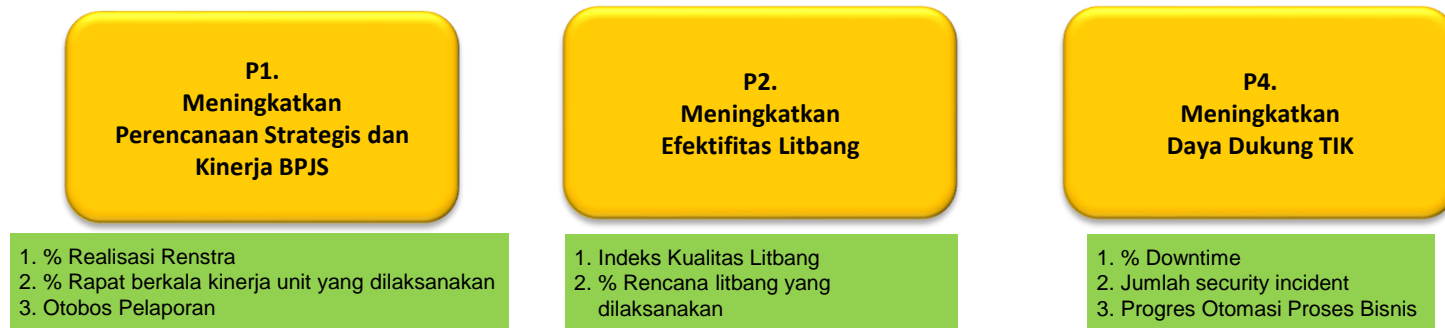 P1.
Meningkatkan
Perencanaan Strategis dan
Kinerja BPJS
1. % Realisasi Renstra
2. % Rapat berkala kinerja unit yang dilaksanakan
3. Otobos Pelaporan
P2.
Meningkatkan
Efektifitas Litbang
1. Indeks Kualitas Litbang
2. % Rencana litbang yang
dilaksanakan
P4.
Meningkatkan
Daya Dukung TIK
1. % Downtime
2. Jumlah security incident
3. Progres Otomasi Proses Bisnis